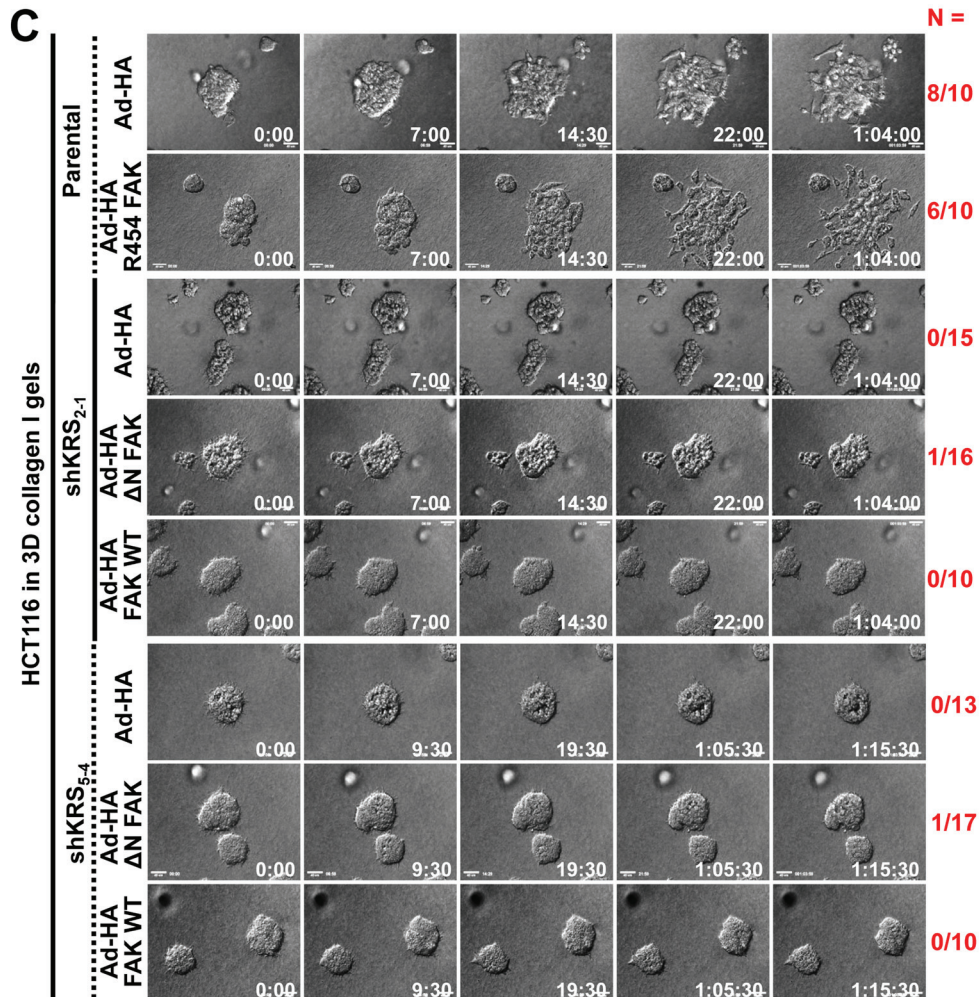 C
N =
HCT116 in 3D collagen I gels
Parental
Ad-HA
0:00 7:00 14:30 22:00 1:04:00
8/10
Ad-HA
R454 FAK
0:00 7:00 14:30 22:00 1:04:00
6/10
shKRS2-1
Ad-HA
0:00 7:00 14:30 22:00 1:04:00
0/15
Ad-HA
ΔN FAK
0:00 7:00 14:30 22:00 1:04:00
1/16
Ad-HA
FAK WT
0:00 7:00 14:30 22:00 1:04:00
0/10
shKRS5-4
Ad-HA
0:00 9:30 19:30 1:05:30 1:15:30
0/13
Ad-HA
ΔN FAK
0:00 9:30 19:30 1:05:30 1:15:30
1/17
Ad-HA
FAK WT
0:00 9:30 19:30 1:05:30 1:15:30
0/10